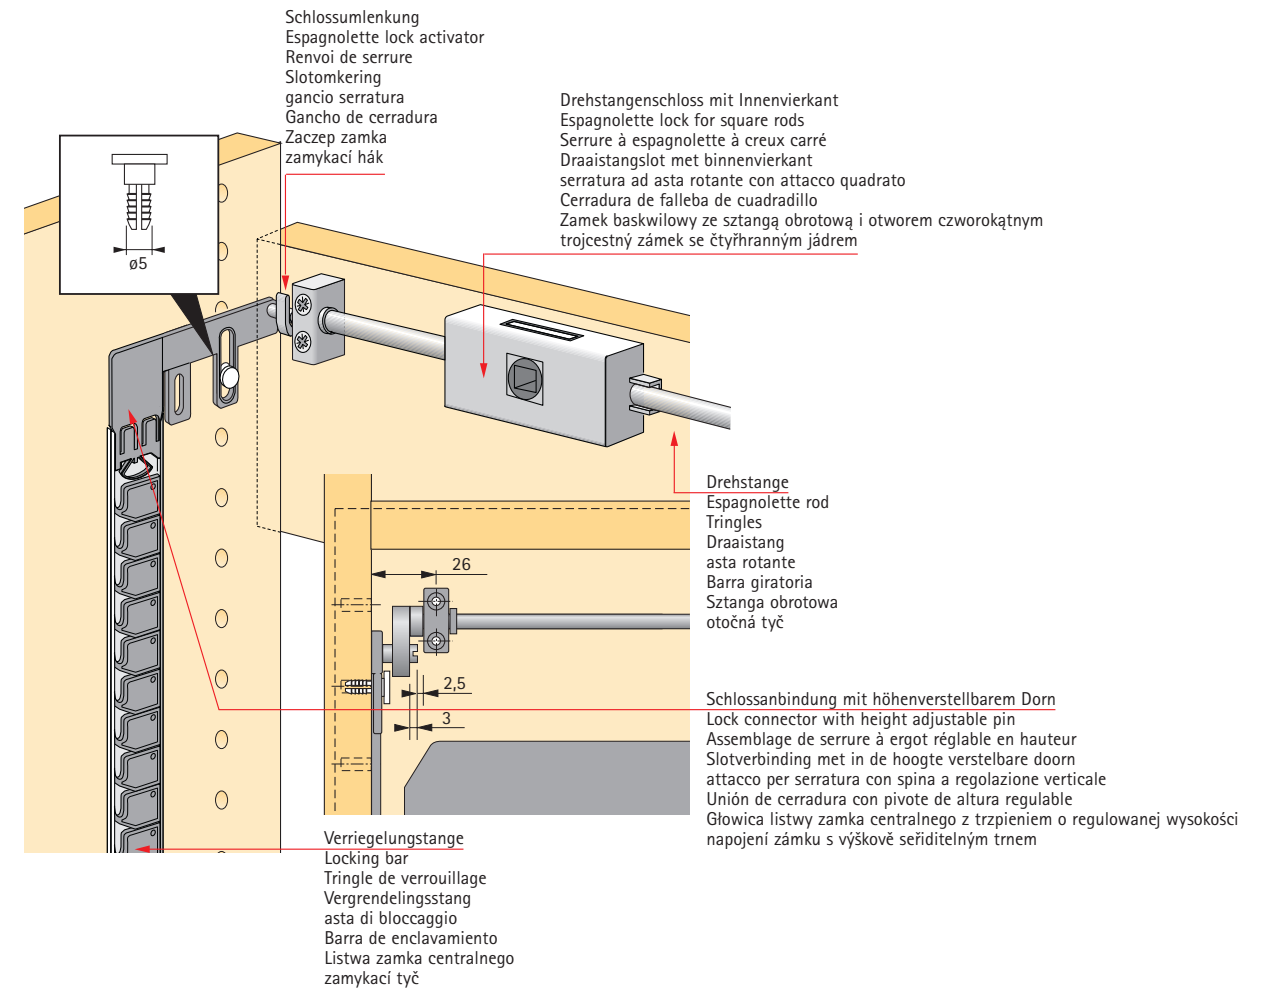 Schlossumlenkung
Espagnolette lock activator
Renvoi de serrure
Slotomkering
gancio serratura
Gancho de cerradura
Zaczep zamka
zamykací hák
Drehstangenschloss mit Innenvierkant
Espagnolette lock for square rods
Serrure à espagnolette à creux carré
Draaistangslot met binnenvierkant
serratura ad asta rotante con attacco quadrato
Cerradura de falleba de cuadradillo
Zamek baskwilowy ze sztangą obrotową i otworem czworokątnym
trojcestný zámek se čtyřhranným jádrem
ø5
Drehstange
Espagnolette rod
Tringles
Draaistang
asta rotante
Barra giratoria
Sztanga obrotowa
otočná tyč
26
2,5
3
Schlossanbindung mit höhenverstellbarem Dorn
Lock connector with height adjustable pin
Assemblage de serrure à ergot réglable en hauteur
Slotverbinding met in de hoogte verstelbare doorn
attacco per serratura con spina a regolazione verticale
Unión de cerradura con pivote de altura regulable
Głowica listwy zamka centralnego z trzpieniem o regulowanej wysokości
napojení zámku s výškově seřiditelným trnem
Verriegelungstange
Locking bar
Tringle de verrouillage
Vergrendelingsstang
asta di bloccaggio
Barra de enclavamiento
Listwa zamka centralnego
zamykací tyč